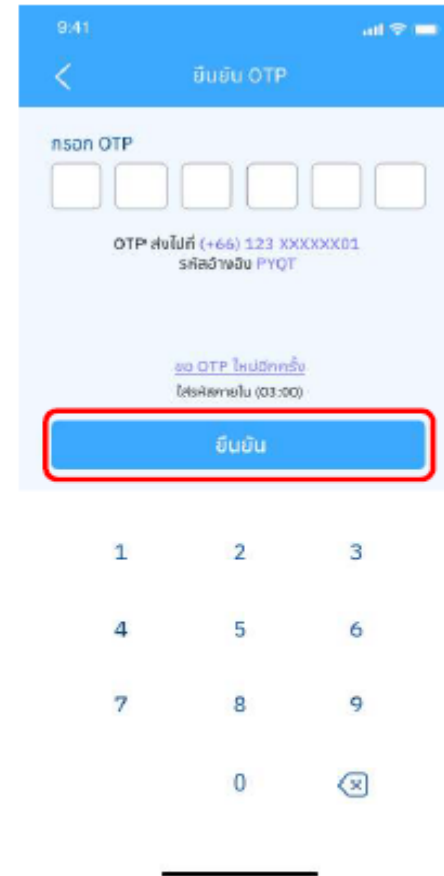 9:41
ยืนยัน OTP
กรอก OTP
OTP ส่งไปที่ (+66) 123 XXXXXX01
รหัสอ้างอิง PYQT
ขอ OTP ใหม่อีกครั้ง
ใส่รหัสภายใน (03:00)
ยืนยัน
1 2 3
4 5 6
7 8 9
0